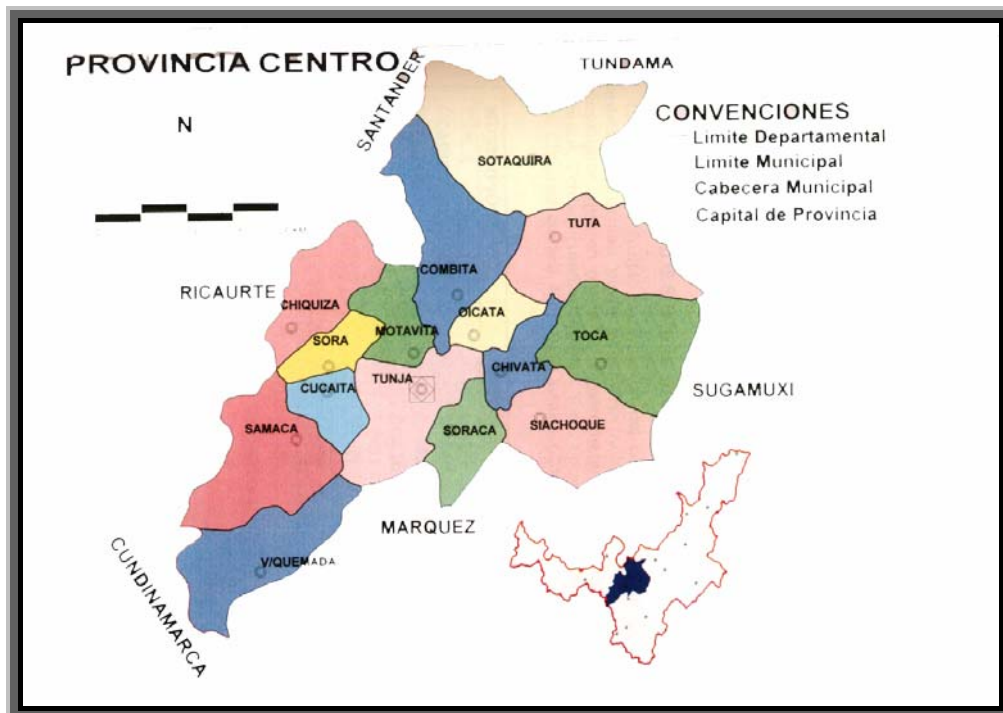 PROVINCIA CENTRO
SANTANDER
TUNDAMA
N
CONVENCIONES
Limite Departamental
Limite Municipal
Cabecera Municipal
Capital de Provincia
SOTAQUIRA
TUTA
COMBITA
RICAURTE
CHIQUIZA
OICATA
SORA
MOTAVITA
TOCA
CHIVATA
TUNJA
CUCAITA
SUGAMUXI
SAMACA
SORACA
SIACHOQUE
MARQUEZ
V/QUEMADA
CUNDINAMARCA